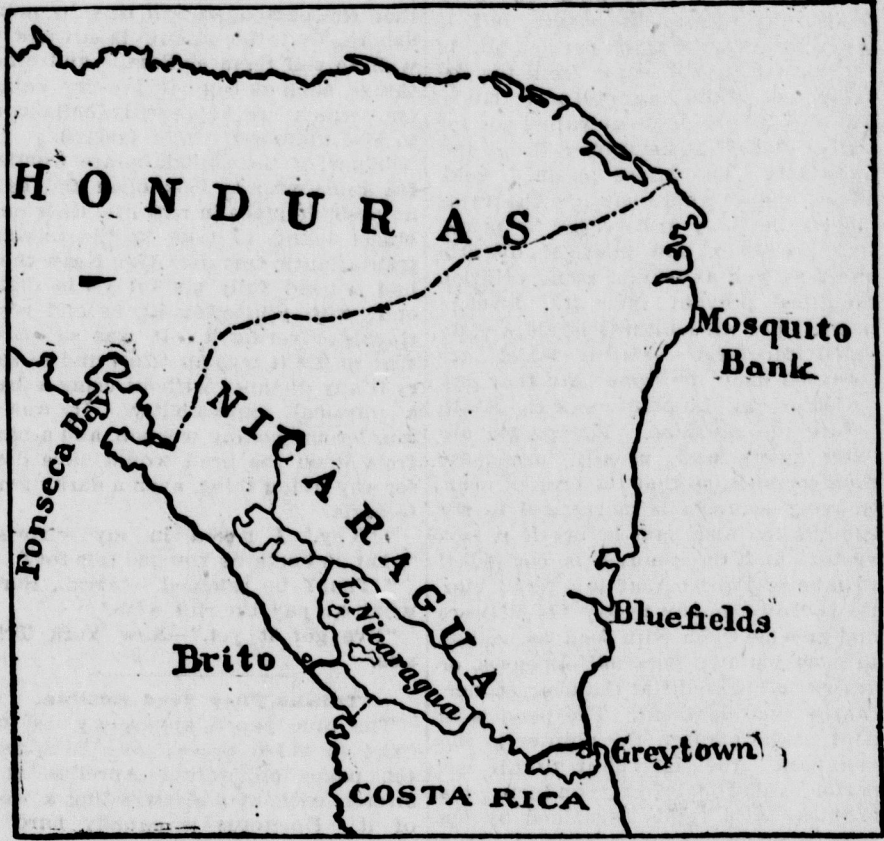 HONDURAS
Mosquito
Bank
NICARAGUA
Fonseca Bay
L. Nicaragua
Bluefields
Brito
Greytown
COSTA RICA